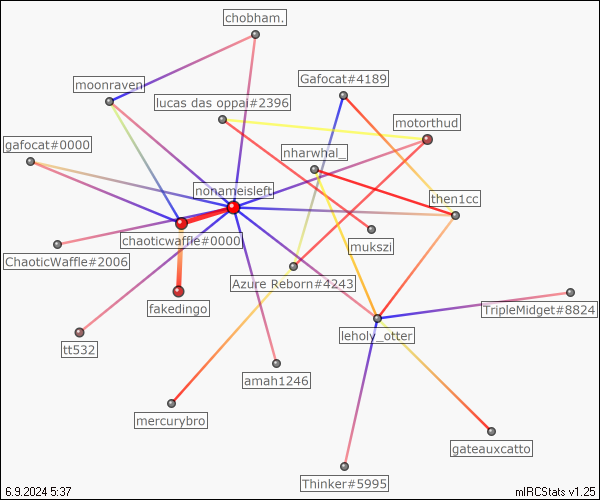 chobham.
moonraven
Gafocat#4189
lucas das oppai#2396
motorthud
gafocat#0000
nharwhal_
nonameisleft
then1cc
chaoticwaffle#0000
mukszi
ChaoticWaffle#2006
Azure Reborn#4243
fakedingo
TripleMidget#8824
leholy_otter
tt532
amah1246
mercurybro
gateauxcatto
Thinker#5995
6.9.2024 5:37
mIRCStats v1.25